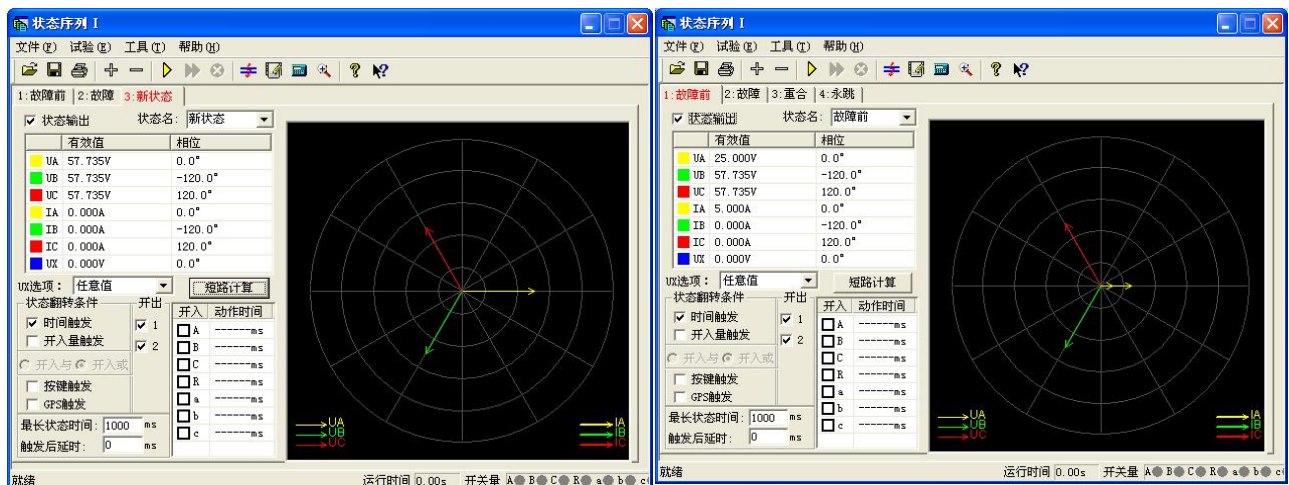 状态序列 I
文件(F) 试验(E) 工具(T) 帮助(H)
1:故障前 2:故障 3:新状态
状态输出 状态名: 新状态
有效值 相位
UA 57.735V 0.0°
UB 57.735V -120.0°
UC 57.735V 120.0°
IA 0.000A 0.0°
IB 0.000A -120.0°
IC 0.000A 120.0°
UX 0.000V 0.0°
UX选项: 任意值 短路计算
状态翻转条件 开出 开入 动作时间
时间触发 1 A ------ms
开入量触发 2 B ------ms
开入与 开入或 C ------ms
按键触发 R ------ms
GPS触发 a ------ms
最长状态时间: 1000 ms b ------ms
触发后延时: 0 ms c ------ms
UA IA
UB IB
UC IC
就绪 运行时间 0.00s 开关量 A B C R a b c
状态序列 I
文件(F) 试验(E) 工具(T) 帮助(H)
1:故障前 2:故障 3:重合 4:永跳
状态输出 状态名: 故障前
有效值 相位
UA 25.000V 0.0°
UB 57.735V -120.0°
UC 57.735V 120.0°
IA 5.000A 0.0°
IB 0.000A -120.0°
IC 0.000A 120.0°
UX 0.000V 0.0°
UX选项: 任意值 短路计算
状态翻转条件 开出 开入 动作时间
时间触发 1 A ------ms
开入量触发 2 B ------ms
开入与 开入或 C ------ms
按键触发 R ------ms
GPS触发 a ------ms
最长状态时间: 1000 ms b ------ms
触发后延时: 0 ms c ------ms
UA IA
UB IB
UC IC
就绪 运行时间 0.00s 开关量 A B C R a b c